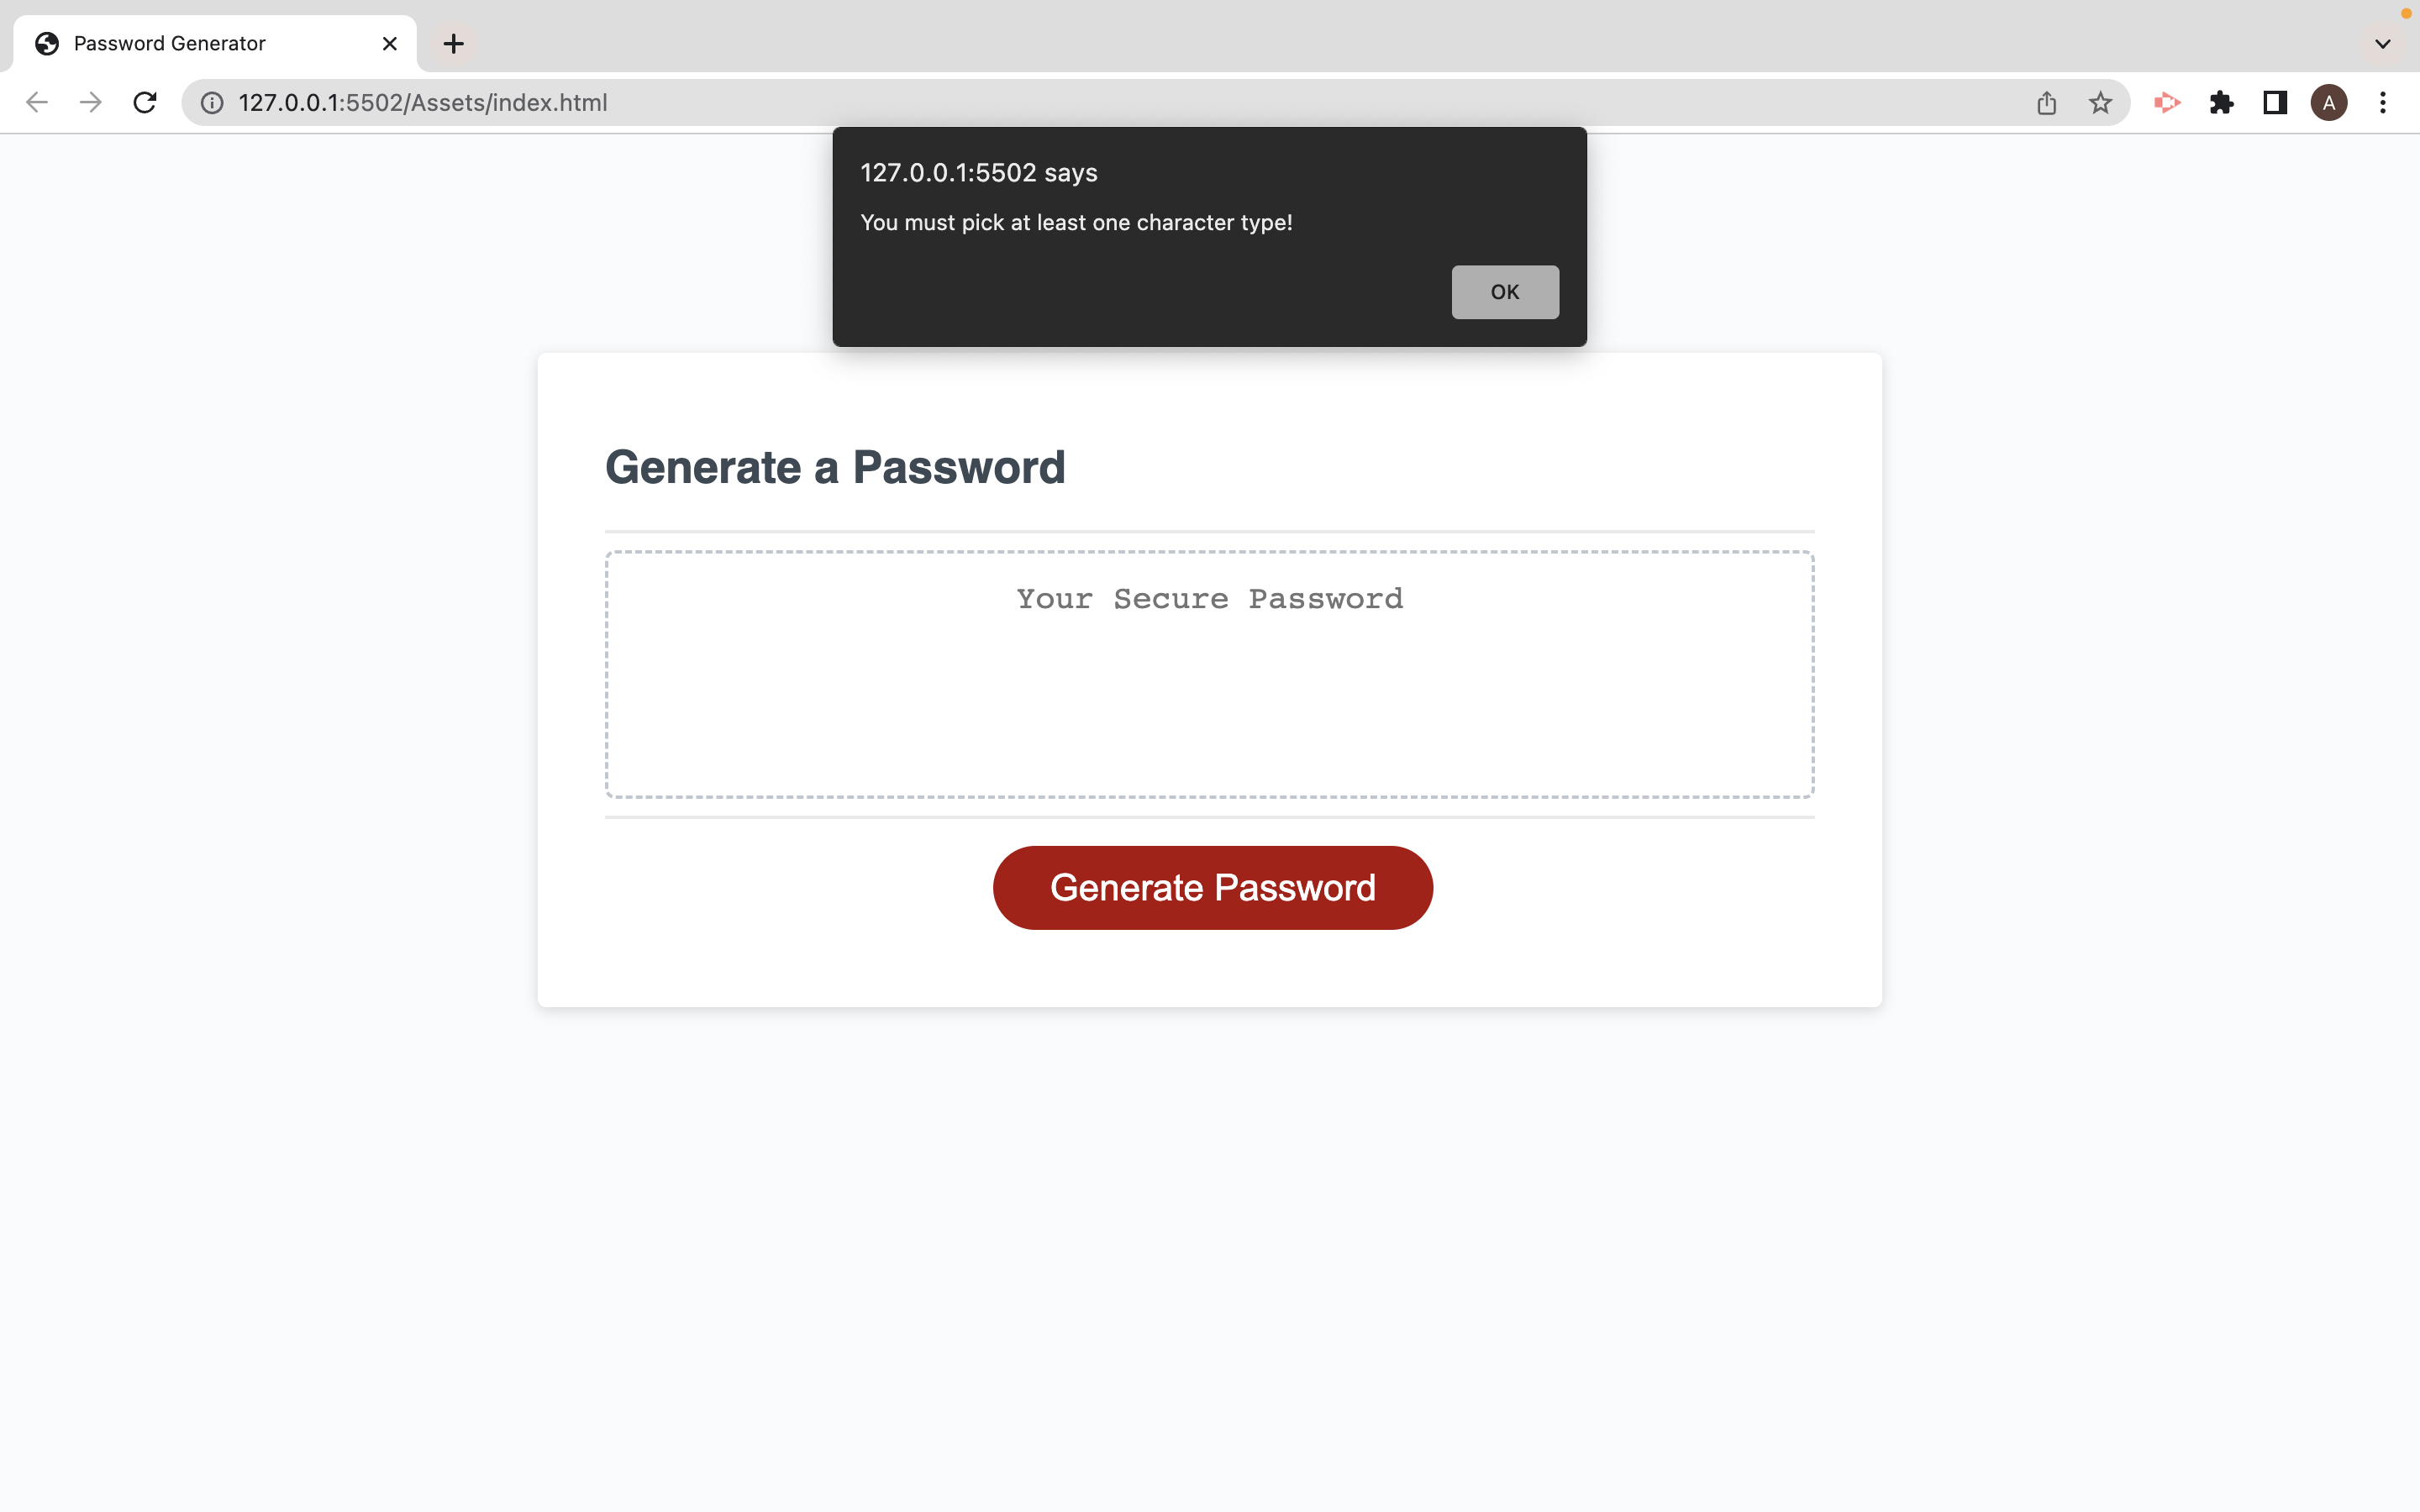 Password Generator
127.0.0.1:5502/Assets/index.html
A
127.0.0.1:5502 says
You must pick at least one character type!
OK
Generate a Password
Your Secure Password
Generate Password